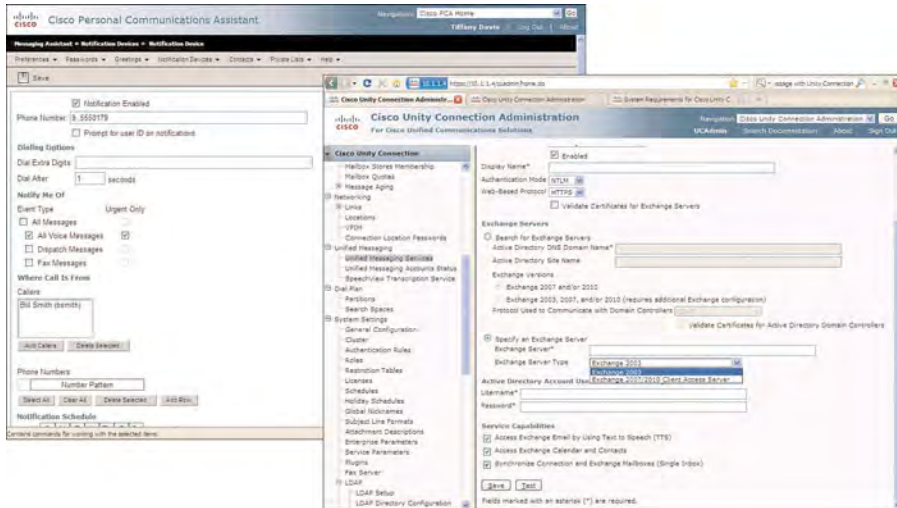 cisco Cisco Personal Communications Assistant
Navigation Cisco PCA Home Go
Tiffany Davis Log Out About
Messaging Assistant Notification Devices Notification Device
Preferences Passwords Greetings Notification Devices Contacts Private Lists Help
Save
Notification Enabled
Phone Number 9,5550179
Prompt for user ID on notifications
Dialing Options
Dial Extra Digits
Dial After 1 seconds
Notify Me Of
Event Type Urgent Only
All Messages
All Voice Messages
Dispatch Messages
Fax Messages
Where Call Is From
Callers
Bill Smith (bsmith)
Add Callers Delete Selected
Phone Numbers
Number Pattern
Select All Clear All Delete Selected Add Row
Notification Schedule
Contains commands for working with the selected items.
Cisco Unity Connection Administr...
Cisco Unity Connection Administration
System Requirements for Cisco Unity C...
cisco Cisco Unity Connection Administration
For Cisco Unified Communications Solutions
Navigation Cisco Unity Connection Administration Go
UCAdmin Search Documentation About Sign Out
Cisco Unity Connection
Mailbox Stores Membership
Mailbox Quotas
Message Aging
Networking
Links
Locations
VPIM
Connection Location Passwords
Unified Messaging
Unified Messaging Services
Unified Messaging Accounts Status
SpeechView Transcription Service
Dial Plan
Partitions
Search Spaces
System Settings
General Configuration
Cluster
Authentication Rules
Roles
Restriction Tables
Licenses
Schedules
Holiday Schedules
Global Nicknames
Subject Line Formats
Attachment Descriptions
Enterprise Parameters
Service Parameters
Plugins
Fax Server
LDAP
LDAP Setup
LDAP Directory Configuration
Enabled
Display Name*
Authentication Mode NTLM
Web-Based Protocol HTTPS
Validate Certificates for Exchange Servers
Exchange Servers
Search for Exchange Servers
Active Directory DNS Domain Name*
Active Directory Site Name
Exchange Versions
Exchange 2007 and/or 2010
Exchange 2003, 2007, and/or 2010 (requires additional Exchange configuration)
Protocol Used to Communicate with Domain Controllers
Validate Certificates for Active Directory Domain Controllers
Specify an Exchange Server
Exchange Server*
Exchange Server Type Exchange 2003
Exchange 2003
Exchange 2007/2010 Client Access Server
Active Directory Account Use
Username*
Password*
Service Capabilities
Access Exchange Email by Using Text to Speech (TTS)
Access Exchange Calendar and Contacts
Synchronize Connection and Exchange Mailboxes (Single Inbox)
Save Test
Fields marked with an asterisk (*) are required.